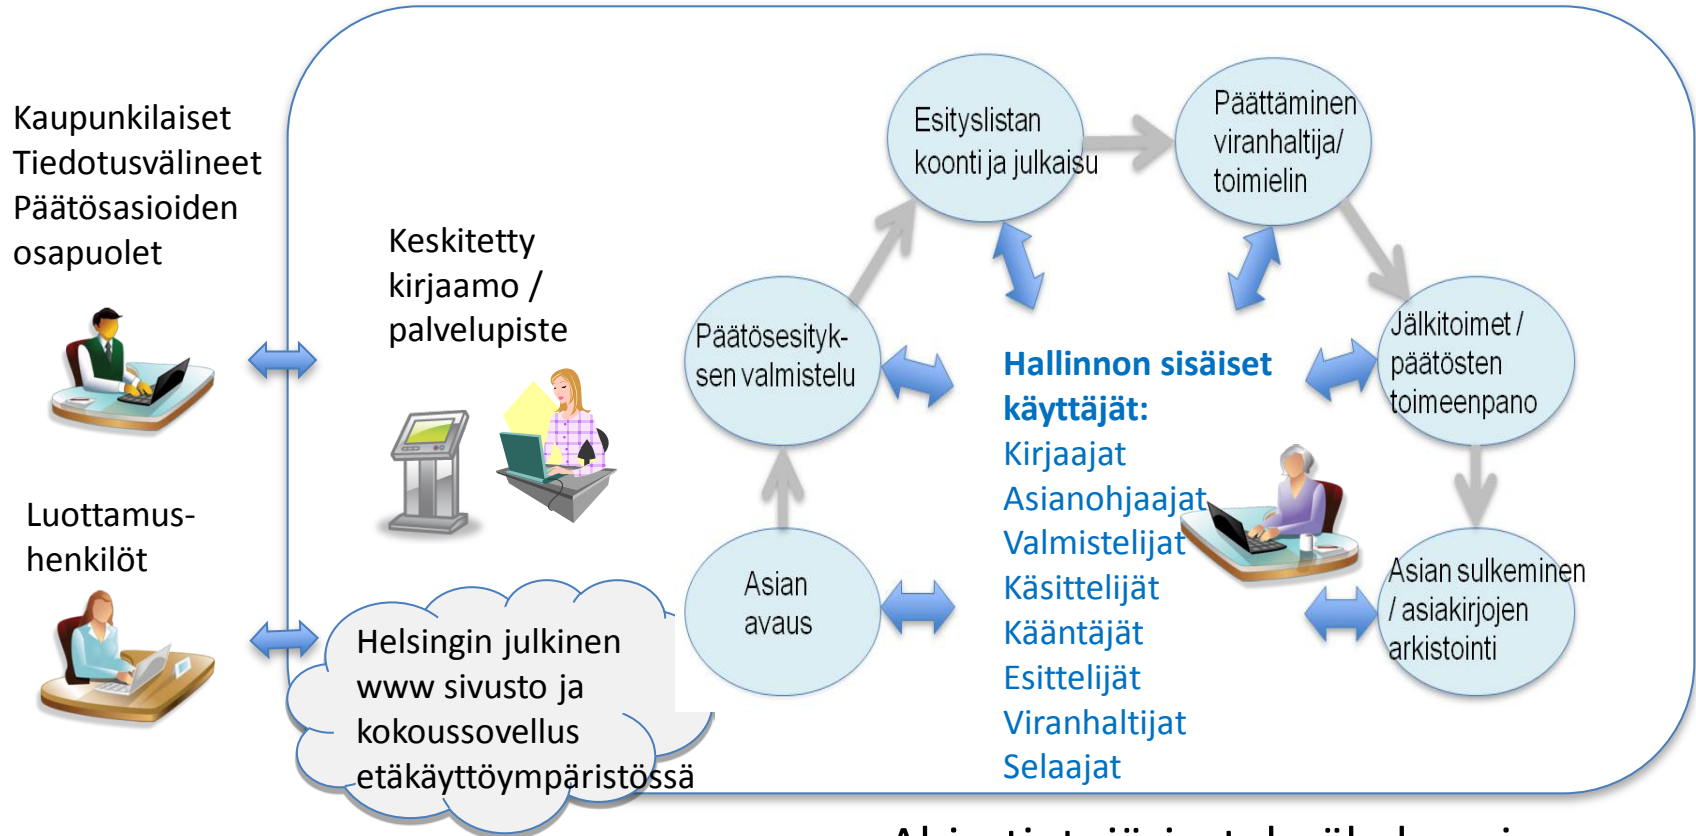 Kaupunkilaiset
Tiedotusvälineet
Päätösasioiden
osapuolet
Luottamus-
henkilöt
Keskitetty
kirjaamo /
palvelupiste
Helsingin julkinen
www sivusto ja
kokoussovellus
etäkäyttöympäristössä
Asian
avaus
Päätösesityk-
sen valmistelu
Esityslistan
koonti ja julkaisu
Päättäminen
viranhaltija/
toimielin
Jälkitoimet /
päätösten
toimeenpano
Asian sulkeminen
/ asiakirjojen
arkistointi
Hallinnon sisäiset
käyttäjät:
Kirjaajat
Asianohjaajat
Valmistelijat
Käsittelijät
Kääntäjät
Esittelijät
Viranhaltijat
Selaajat